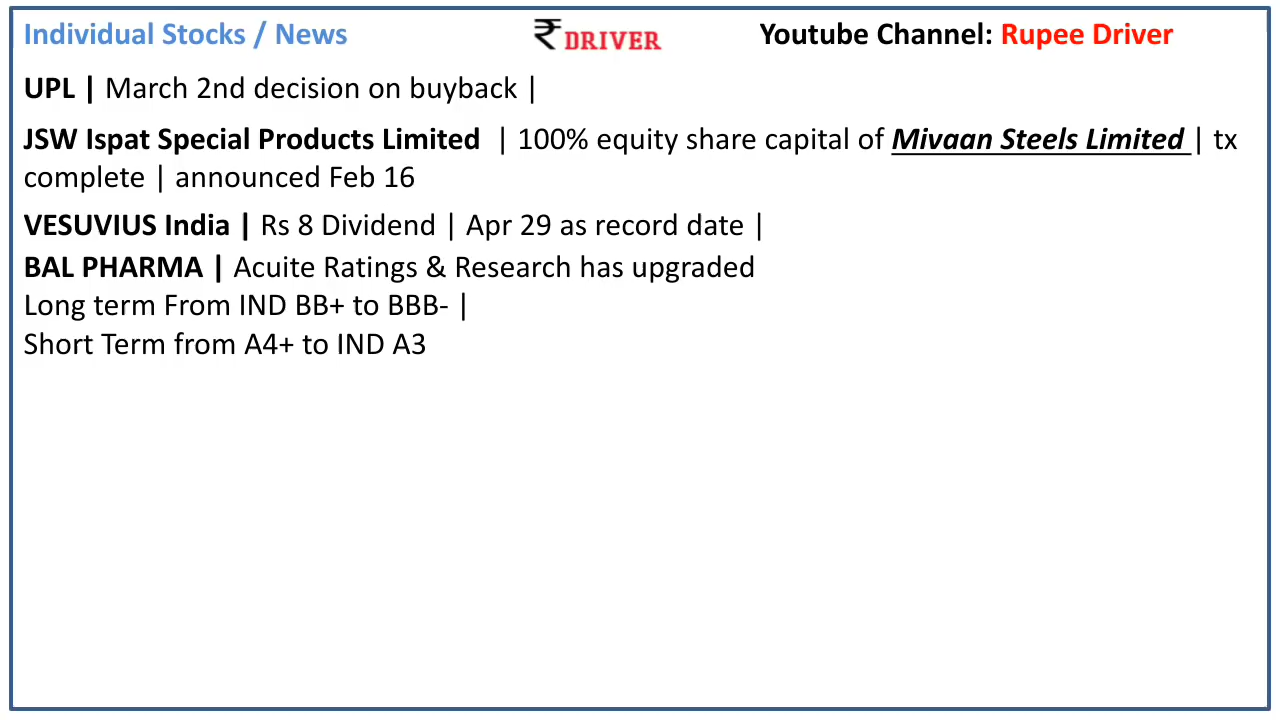 Individual Stocks / News
₹ DRIVER
Youtube Channel: Rupee Driver
UPL | March 2nd decision on buyback |
JSW Ispat Special Products Limited | 100% equity share capital of Mivaan Steels Limited | tx
complete | announced Feb 16
VESUVIUS India | Rs 8 Dividend | Apr 29 as record date |
BAL PHARMA | Acuite Ratings & Research has upgraded
Long term From IND BB+ to BBB- |
Short Term from A4+ to IND A3